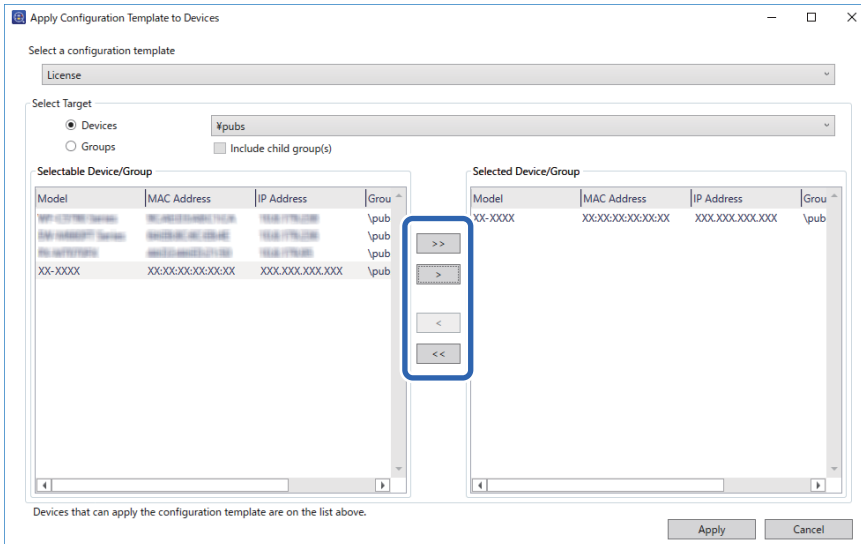 Apply Configuration Template to Devices
Select a configuration template
License
Select Target
Devices
¥pubs
Groups
Include child group(s)
Selectable Device/Group
Selected Device/Group
Model MAC Address IP Address Grou
Model MAC Address IP Address Grou
\pub
\pub
\pub
XX-XXXX XX:XX:XX:XX:XX:XX XXX.XXX.XXX.XXX \pub
XX-XXXX XX:XX:XX:XX:XX:XX XXX.XXX.XXX.XXX \pub
>>
>
<
<<
Devices that can apply the configuration template are on the list above.
Apply Cancel